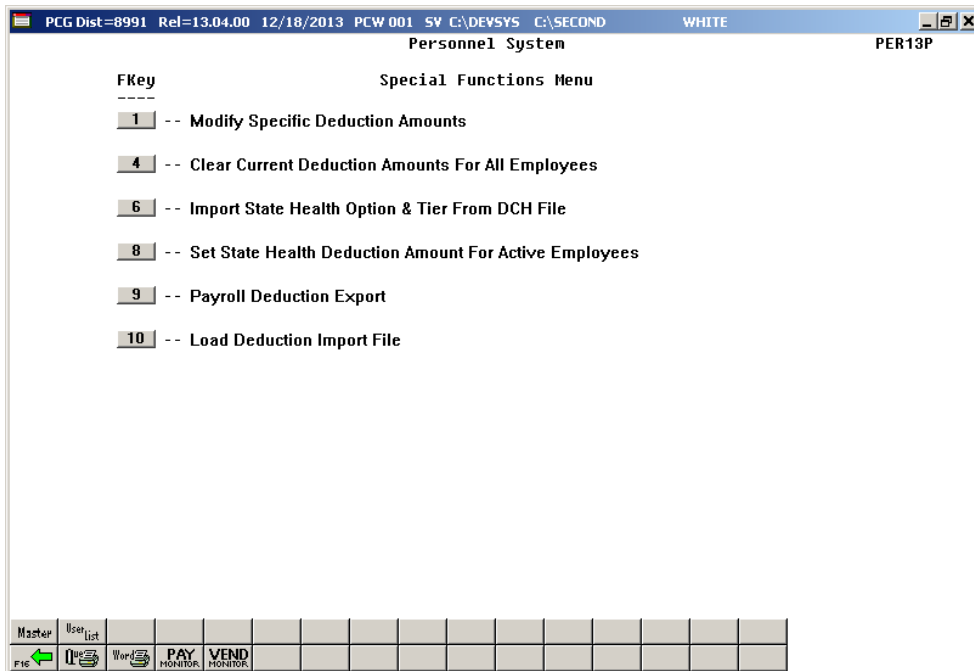 PCG Dist=8991 Rel=13.04.00 12/18/2013 PCW 001 SV C:\DEVSYS C:\SECOND WHITE
Personnel System PER13P
FKey Special Functions Menu
----
1 -- Modify Specific Deduction Amounts
4 -- Clear Current Deduction Amounts For All Employees
6 -- Import State Health Option & Tier From DCH File
8 -- Set State Health Deduction Amount For Active Employees
9 -- Payroll Deduction Export
10 -- Load Deduction Import File
Master User List
F16 Que Word PAY MONITOR VEND MONITOR